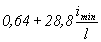 0,64 + 28,8 i_min / l